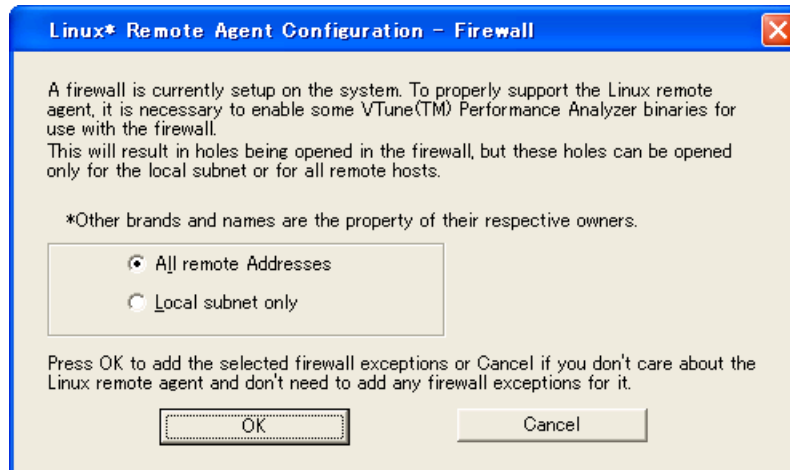 Linux* Remote Agent Configuration - Firewall
A firewall is currently setup on the system. To properly support the Linux remote
agent, it is necessary to enable some VTune(TM) Performance Analyzer binaries for
use with the firewall.
This will result in holes being opened in the firewall, but these holes can be opened
only for the local subnet or for all remote hosts.
*Other brands and names are the property of their respective owners.
All remote Addresses
Local subnet only
Press OK to add the selected firewall exceptions or Cancel if you don't care about the
Linux remote agent and don't need to add any firewall exceptions for it.
OK
Cancel